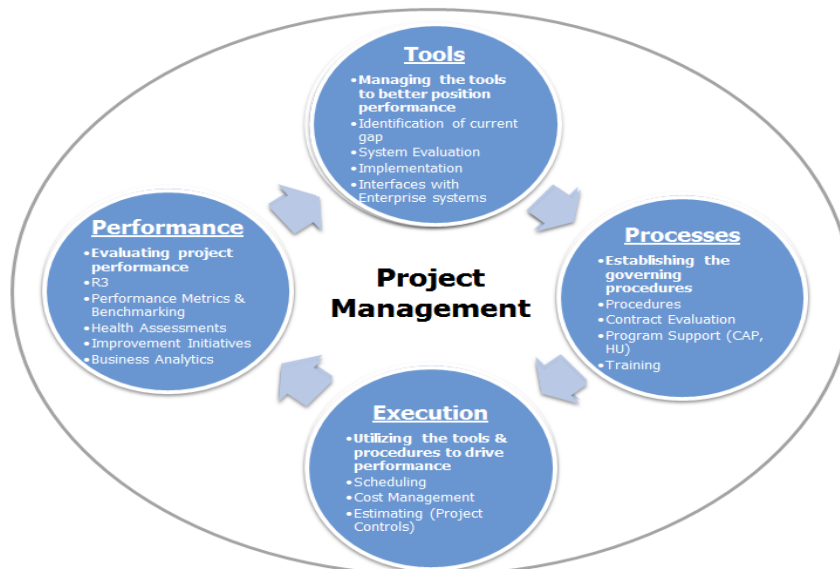 Tools
•Managing the tools
to better position
performance
•Identification of current
gap
•System Evaluation
•Implementation
•Interfaces with
Enterprise systems
Processes
•Establishing the
governing
procedures
•Procedures
•Contract Evaluation
•Program Support (CAP,
HU)
•Training
Execution
•Utilizing the tools &
procedures to drive
performance
•Scheduling
•Cost Management
•Estimating (Project
Controls)
Performance
•Evaluating project
performance
•R3
•Performance Metrics &
Benchmarking
•Health Assessments
•Improvement Initiatives
•Business Analytics
Project
Management